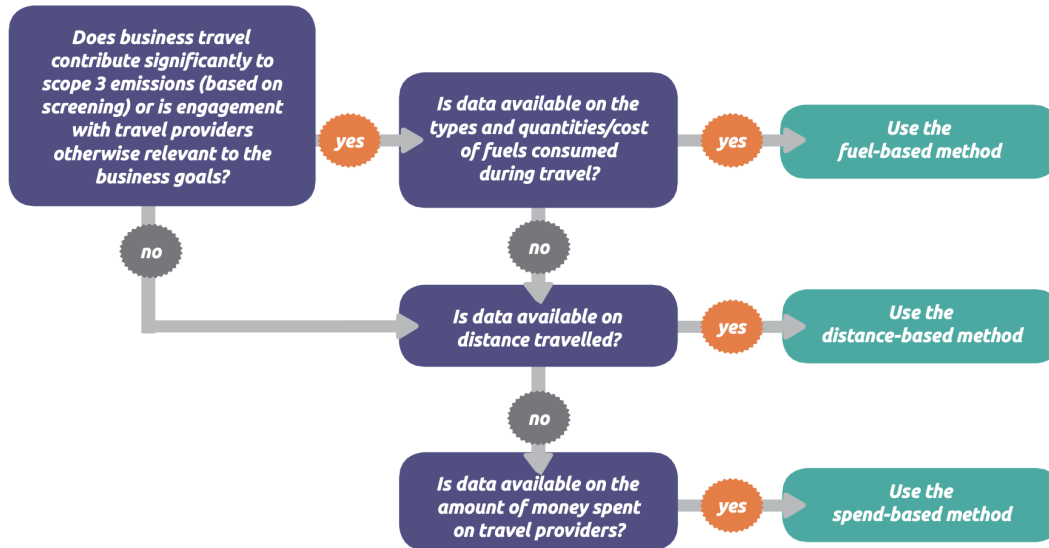 Does business travel
contribute significantly to
scope 3 emissions (based on
screening) or is engagement
with travel providers
otherwise relevant to the
business goals?
yes
Is data available on the
types and quantities/cost
of fuels consumed
during travel?
yes
Use the
fuel-based method
no
no
Is data available on
distance travelled?
yes
Use the
distance-based method
no
Is data available on the
amount of money spent
on travel providers?
yes
Use the
spend-based method